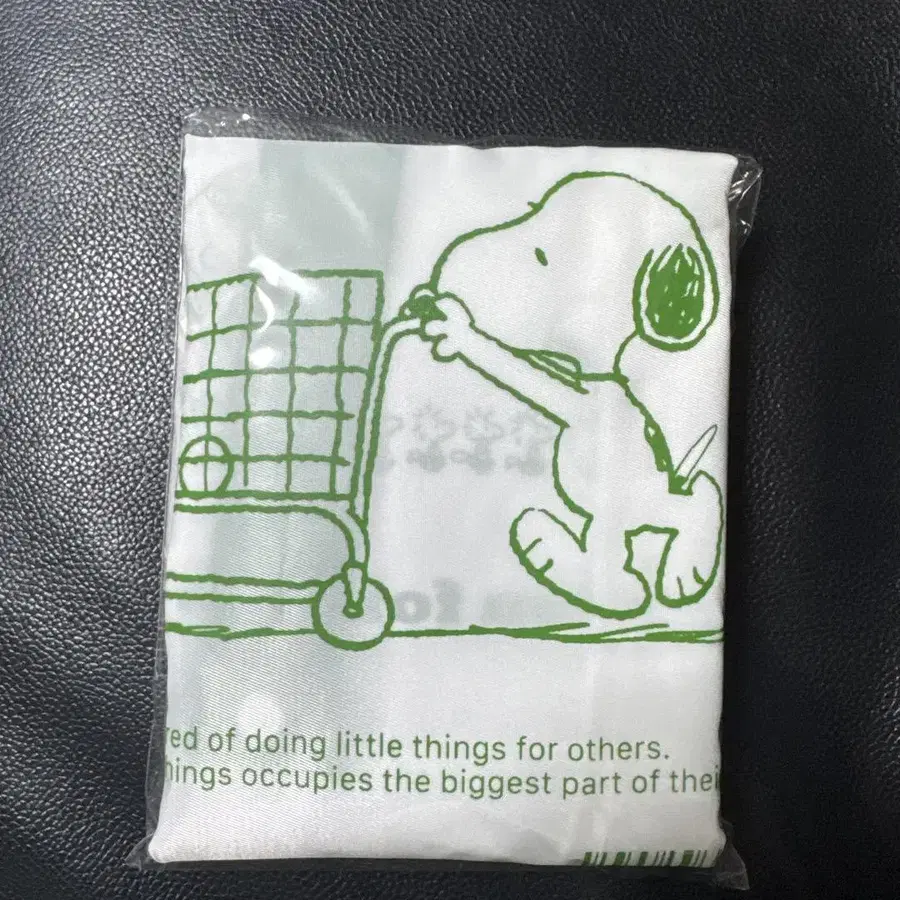 red of doing little things for others.
hings occupies the biggest part of thei